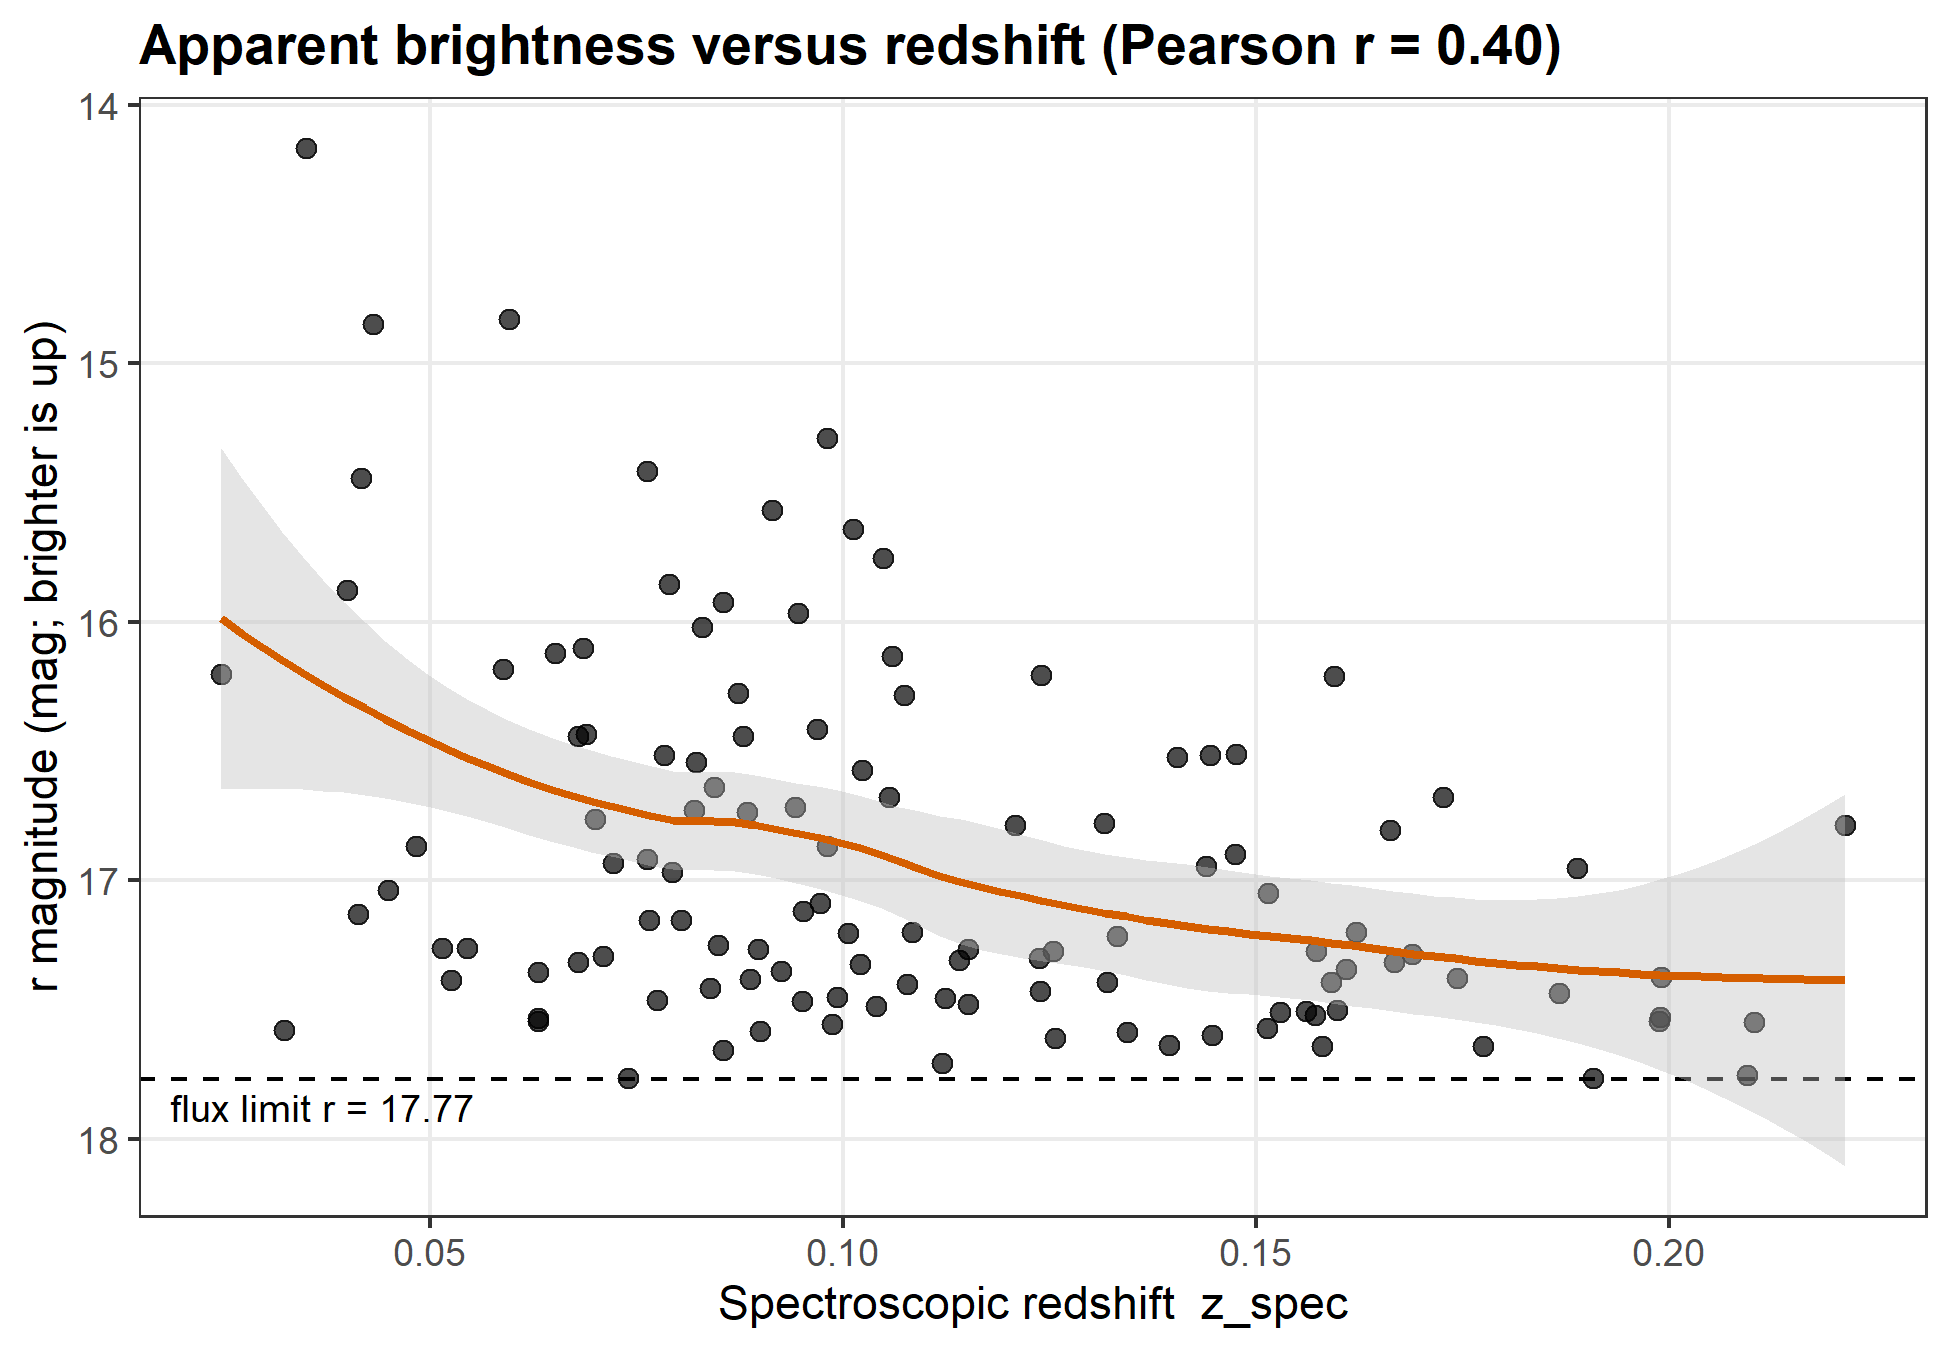 Apparent brightness versus redshift (Pearson r = 0.40)
r magnitude (mag; brighter is up)
14
15
16
17
18
flux limit r = 17.77
0.05
0.10
0.15
0.20
Spectroscopic redshift  z_spec